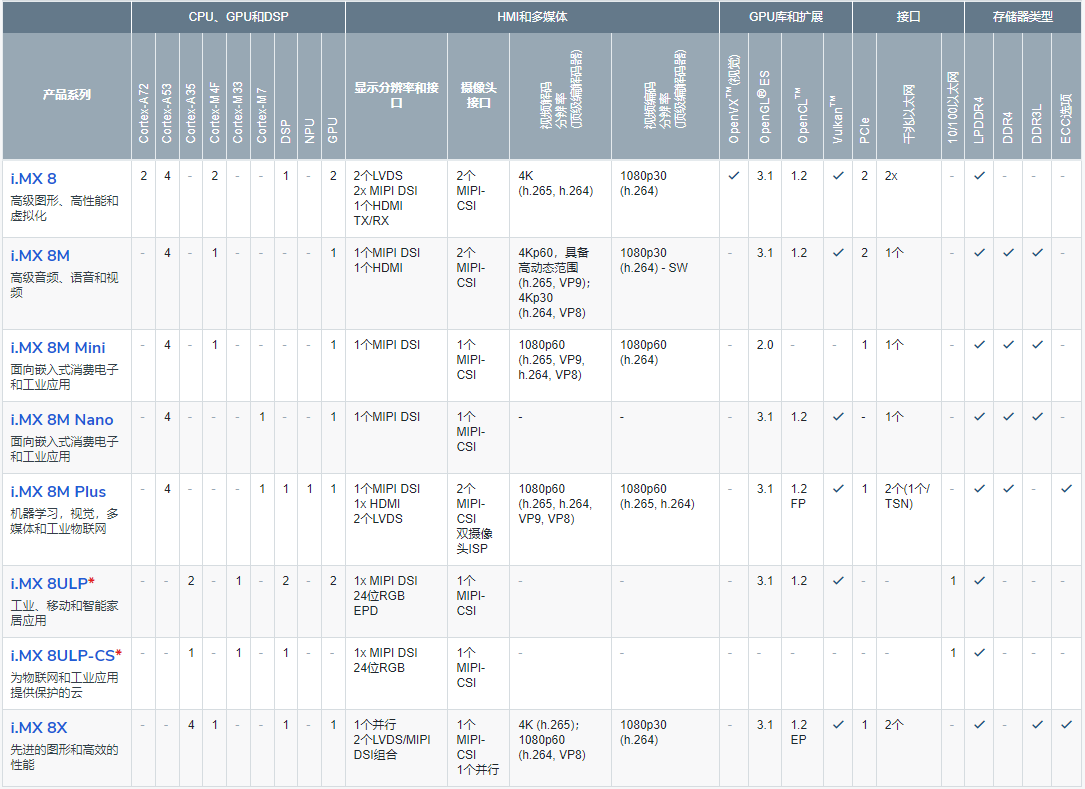 CPU、GPU和DSP HMI和多媒体 GPU库和扩展 接口 存储器类型
产品系列 Cortex-A72 Cortex-A53 Cortex-A35 Cortex-M4F Cortex-M33 Cortex-M7 DSP NPU GPU 显示分辨率和接口 摄像头接口 视频解码分辨率(顶级编解码器) 视频编码分辨率(顶级编解码器) OpenVX™(视觉) OpenGL® ES OpenCL™ Vulkan™ PCIe 千兆以太网 10/100以太网 LPDDR4 DDR4 DDR3L ECC选项
i.MX 8 2 4 - 2 - - 1 - 2 2个LVDS 2个 4K 1080p30 ✓ 3.1 1.2 ✓ 2 2x - ✓ - - -
高级图形、高性能和 2x MIPI DSI MIPI- (h.265, h.264) (h.264)
虚拟化 1个HDMI CSI
TX/RX
i.MX 8M - 4 - 1 - - - - 1 1个MIPI DSI 2个 4Kp60，具备 1080p30 - 3.1 1.2 ✓ 2 1个 - ✓ ✓ ✓ -
高级音频、语音和视 1个HDMI MIPI- 高动态范围 (h.264) - SW
频 CSI (h.265, VP9)；
4Kp30
(h.264, VP8)
i.MX 8M Mini - 4 - 1 - - - - 1 1个MIPI DSI 1个 1080p60 1080p60 - 2.0 - - 1 1个 - ✓ ✓ ✓ -
面向嵌入式消费电子 MIPI- (h.265, VP9, (h.264)
和工业应用 CSI h.264, VP8)
i.MX 8M Nano - 4 - - - 1 - - 1 1个MIPI DSI 1个 - - - 3.1 1.2 ✓ - 1个 - ✓ ✓ ✓ -
面向嵌入式消费电子 MIPI-
和工业应用 CSI
i.MX 8M Plus - 4 - - - 1 1 1 1 1个MIPI DSI 2个 1080p60 1080p60 - 3.1 1.2 ✓ 1 2个(1个/ - ✓ ✓ - ✓
机器学习，视觉，多 1x HDMI MIPI- (h.265, h.264, (h.265, h.264) FP TSN)
媒体和工业物联网 2个LVDS CSI VP9, VP8)
双摄像
头ISP
i.MX 8ULP* - - 2 - 1 - 2 - 2 1x MIPI DSI 1个 - - - 3.1 1.2 ✓ - - 1 ✓ - - -
工业、移动和智能家 24位RGB MIPI-
居应用 EPD CSI
i.MX 8ULP-CS* - - 1 - 1 - 1 - - 1x MIPI DSI 1个 - - - - - - - - 1 ✓ - - -
为物联网和工业应用 24位RGB MIPI-
提供保护的云 CSI
i.MX 8X - - 4 1 - - 1 - 1 1个并行 1个 4K (h.265)； 1080p30 - 3.1 1.2 ✓ 1 2个 - ✓ - ✓ ✓
先进的图形和高效的 2个LVDS/MIPI MIPI- 1080p60 (h.264) EP
性能 DSI组合 CSI (h.264, VP8)
1个并行